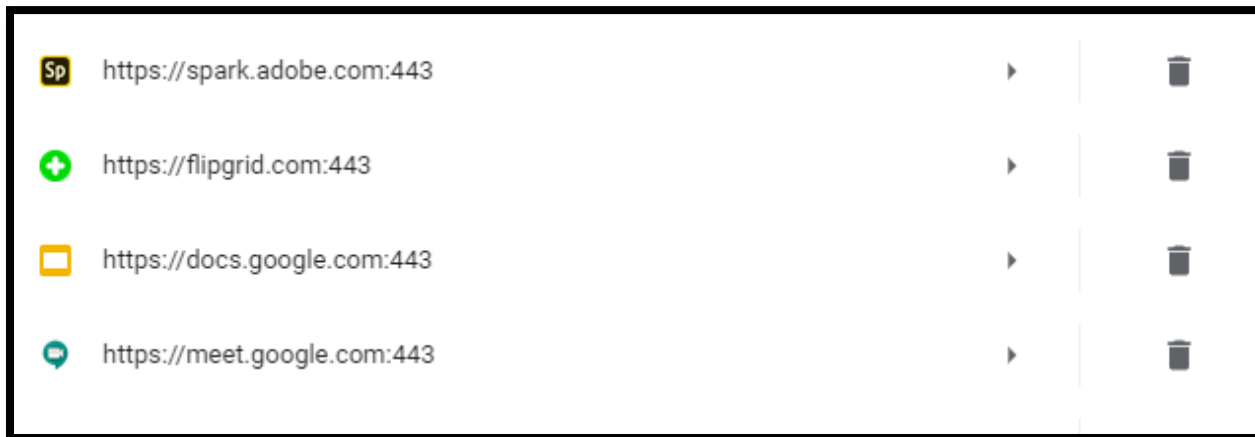 Sp https://spark.adobe.com:443
https://flipgrid.com:443
https://docs.google.com:443
https://meet.google.com:443